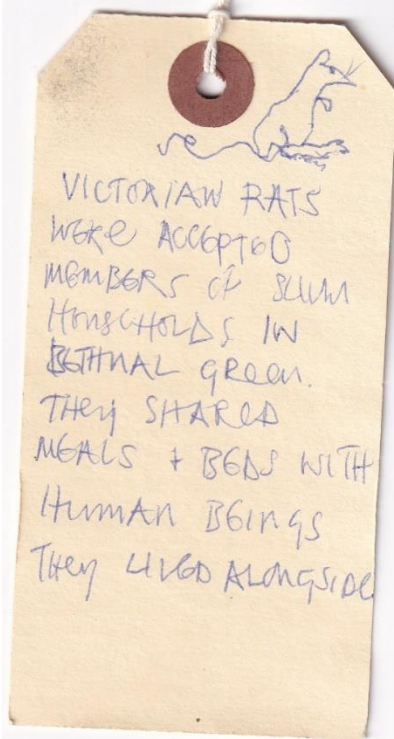 VICTORIAN RATS
WERE ACCEPTED
MEMBERS OF SLUM
HOUSEHOLDS IN
BETHNAL GREEN.
THEY SHARED
MEALS + BEDS WITH
HUMAN BEINGS
THEY LIVED ALONGSIDE